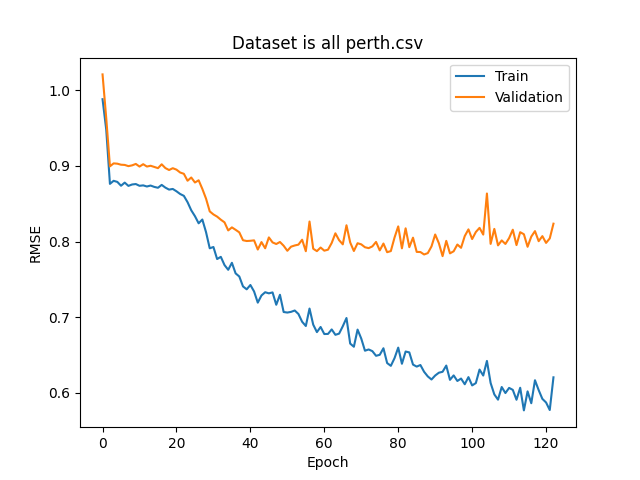 Dataset is all perth.csv
Train
Validation
1.0
0.9
0.8
0.7
0.6
RMSE
0 20 40 60 80 100 120
Epoch